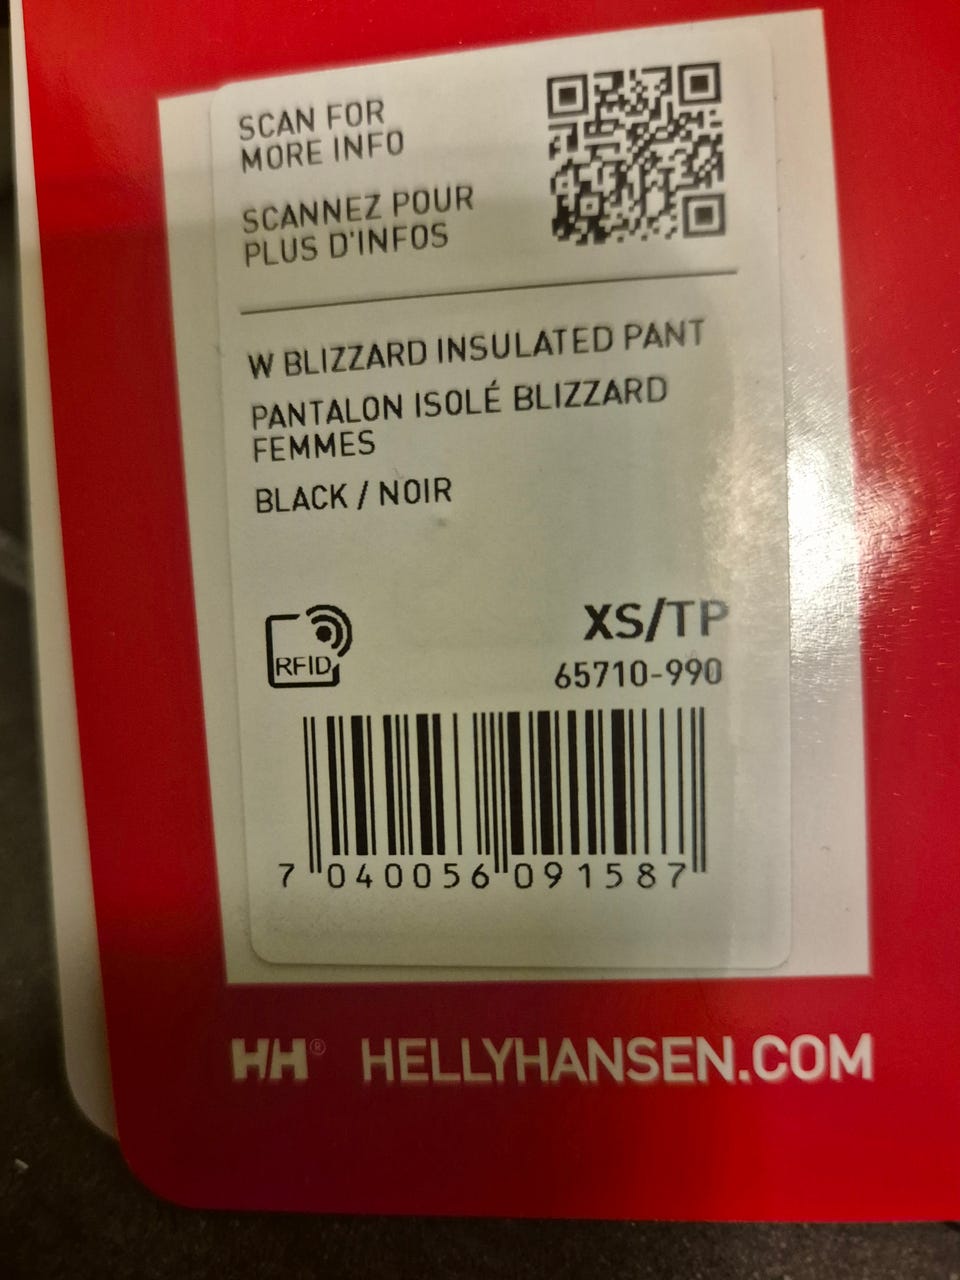 SCAN FOR
MORE INFO
SCANNEZ POUR
PLUS D'INFOS
W BLIZZARD INSULATED PANT
PANTALON ISOLÉ BLIZZARD
FEMMES
BLACK / NOIR
RFID
XS/TP
65710-990
7 040056 091587
HH® HELLYHANSEN.COM